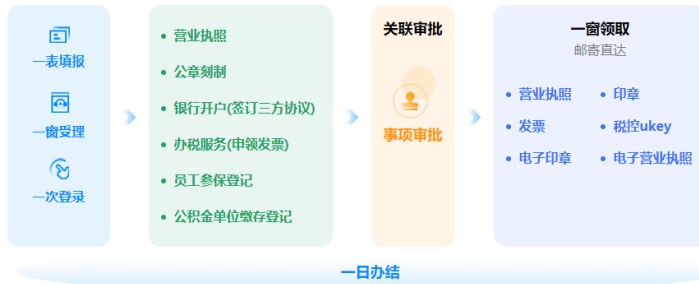 一表填报
一窗受理
一次登录
营业执照
公章刻制
银行开户(签订三方协议)
办税服务(申领发票)
员工参保登记
公积金单位缴存登记
关联审批
事项审批
一窗领取
邮寄直达
营业执照
印章
发票
税控ukey
电子印章
电子营业执照
一日办结